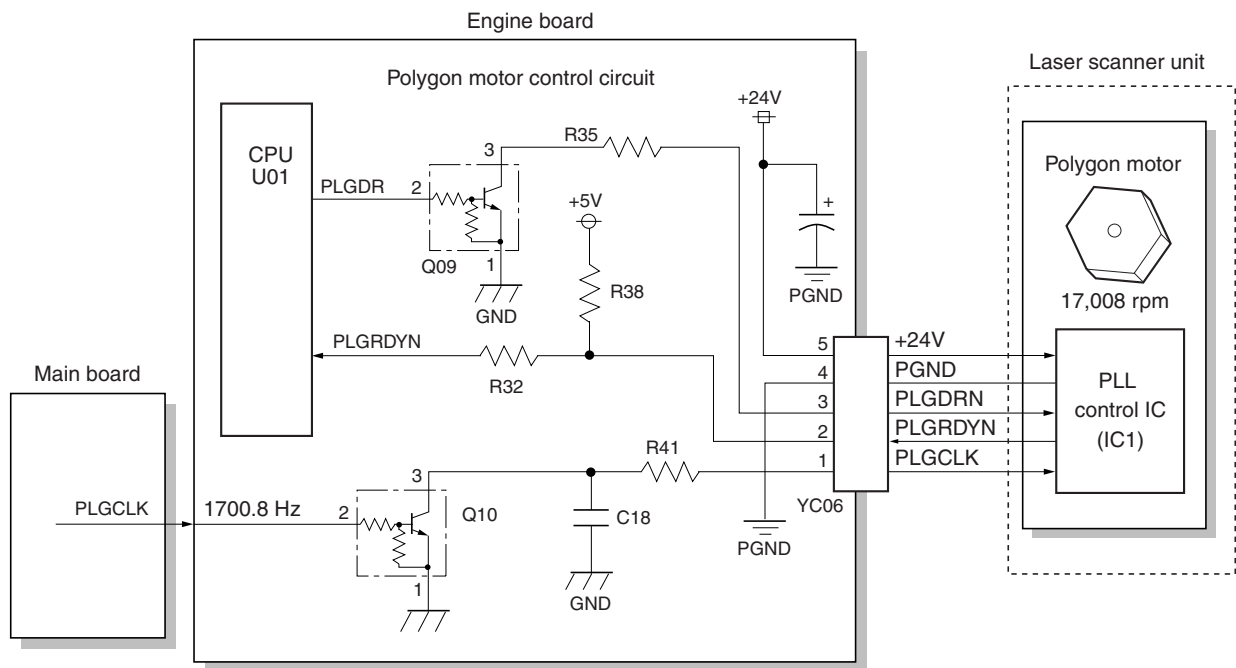 Engine board
Polygon motor control circuit
Laser scanner unit
+24V
CPU
U01
3
R35
Polygon motor
PLGDR
2
+5V
+
Q09
1
GND
R38
PGND
17,008 rpm
PLGRDYN
R32
5
+24V
4
PGND
3
PLGDRN
2
PLGRDYN
1
PLGCLK
PLL
control IC
(IC1)
Main board
R41
3
YC06
PLGCLK
1700.8 Hz
2
Q10
C18
PGND
1
GND